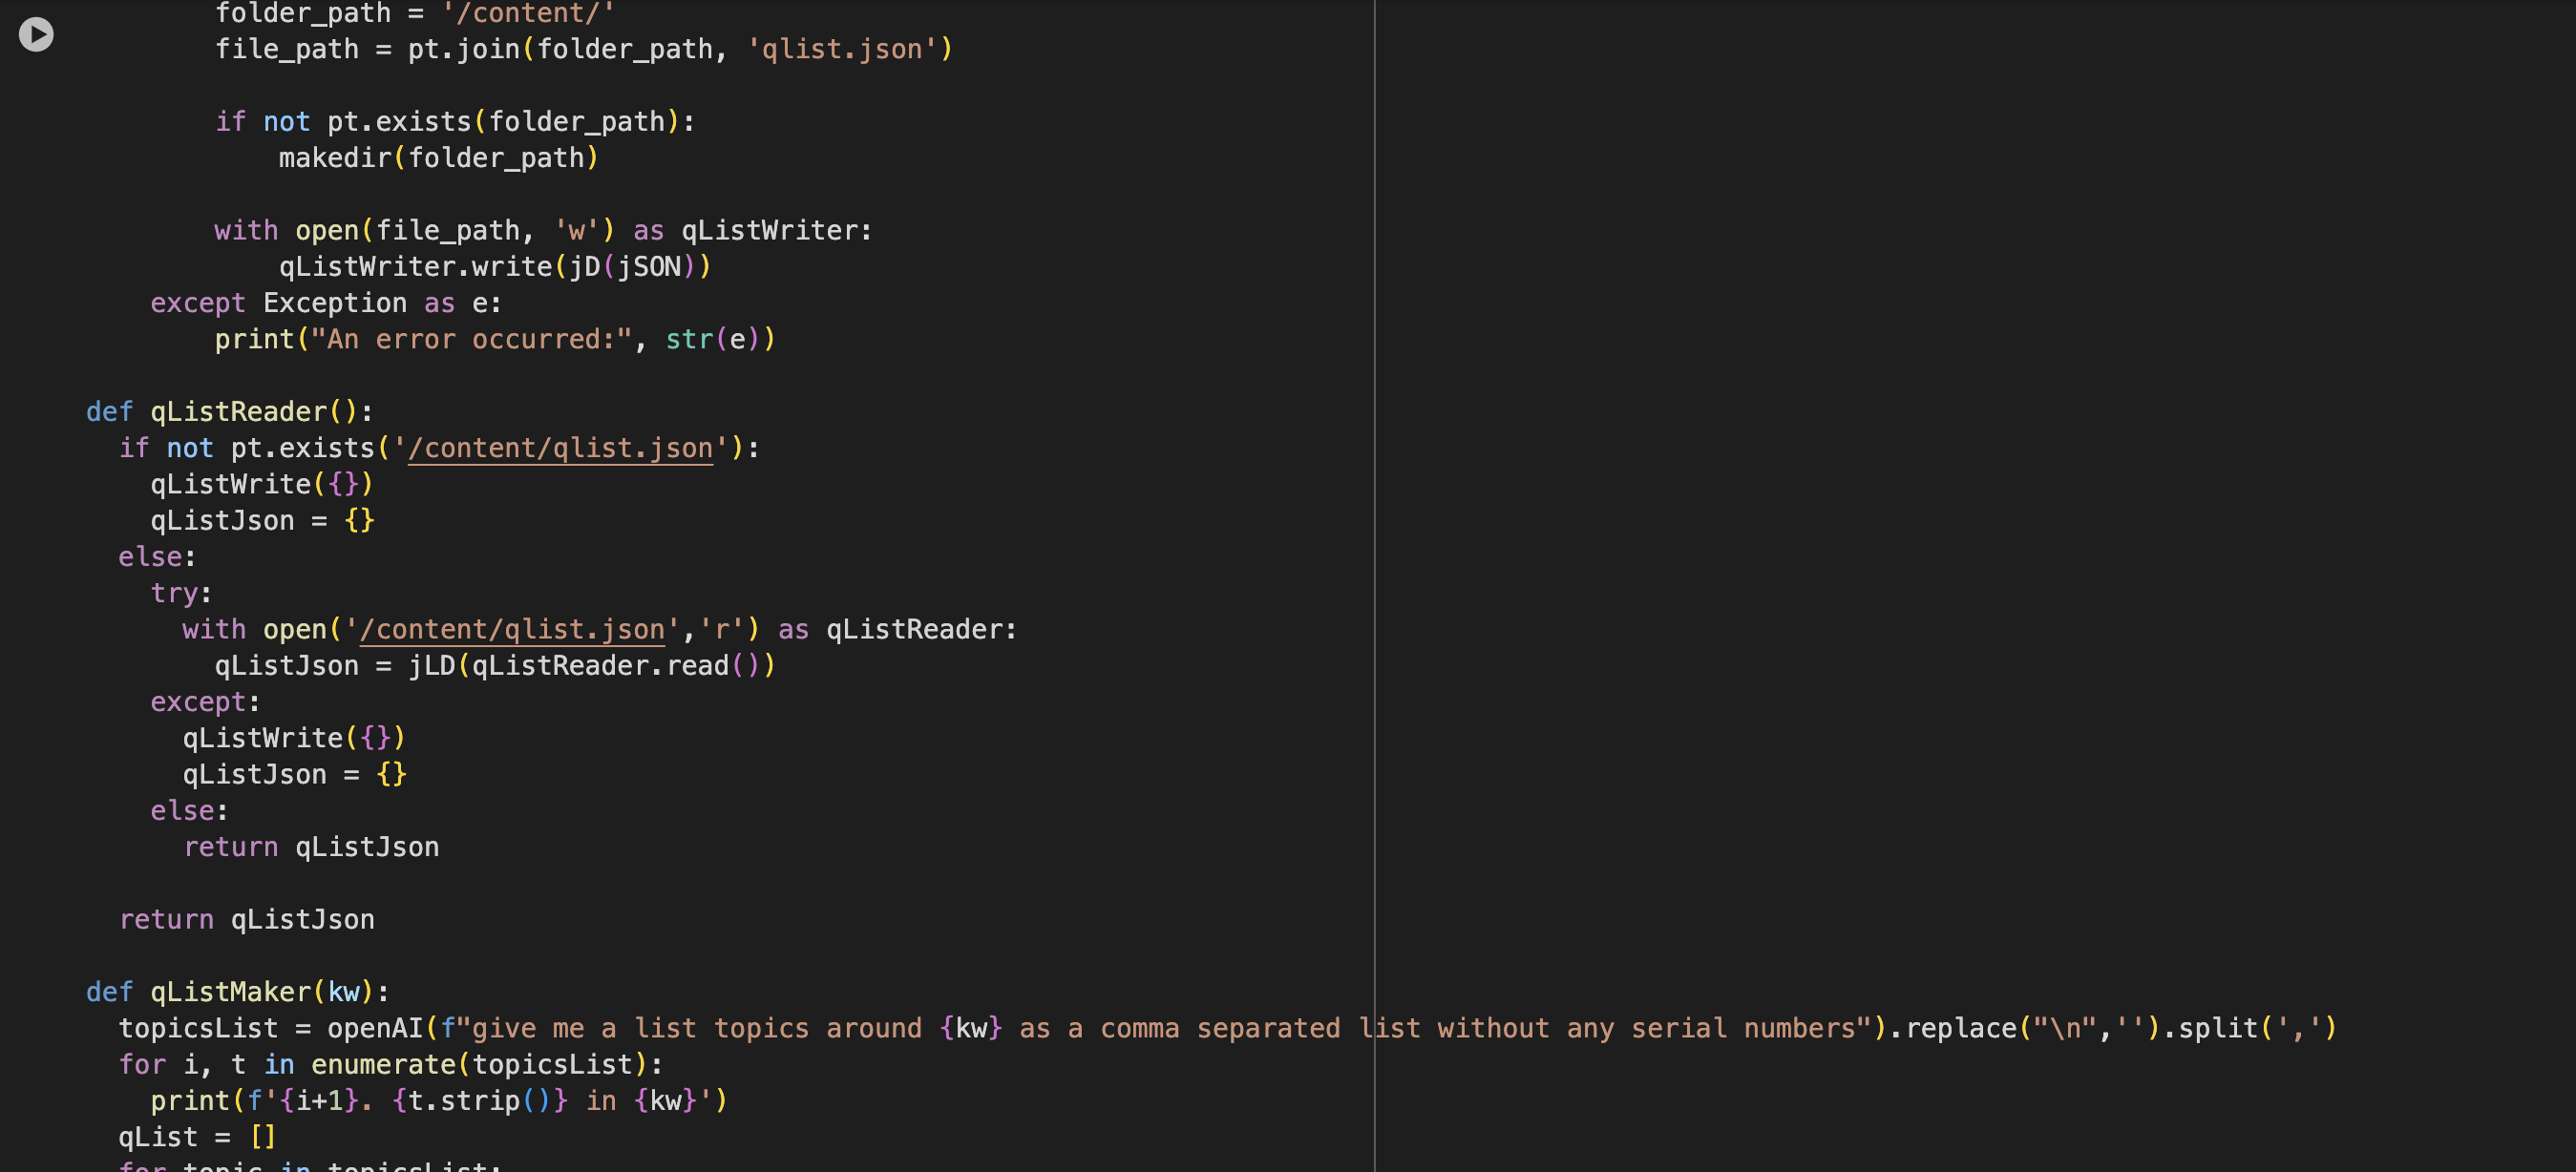 folder_path = '/content/'
file_path = pt.join(folder_path, 'qlist.json')
if not pt.exists(folder_path):
makedir(folder_path)
with open(file_path, 'w') as qListWriter:
qListWriter.write(jD(jSON))
except Exception as e:
print("An error occurred:", str(e))
def qListReader():
if not pt.exists('/content/qlist.json'):
qListWrite({})
qListJson = {}
else:
try:
with open('/content/qlist.json','r') as qListReader:
qListJson = jLD(qListReader.read())
except:
qListWrite({})
qListJson = {}
else:
return qListJson
return qListJson
def qListMaker(kw):
topicsList = openAI(f"give me a list topics around {kw} as a comma separated list without any serial numbers").replace("\n",'').split(',')
for i, t in enumerate(topicsList):
print(f'{i+1}. {t.strip()} in {kw}')
qList = []
for topic in topicsList: